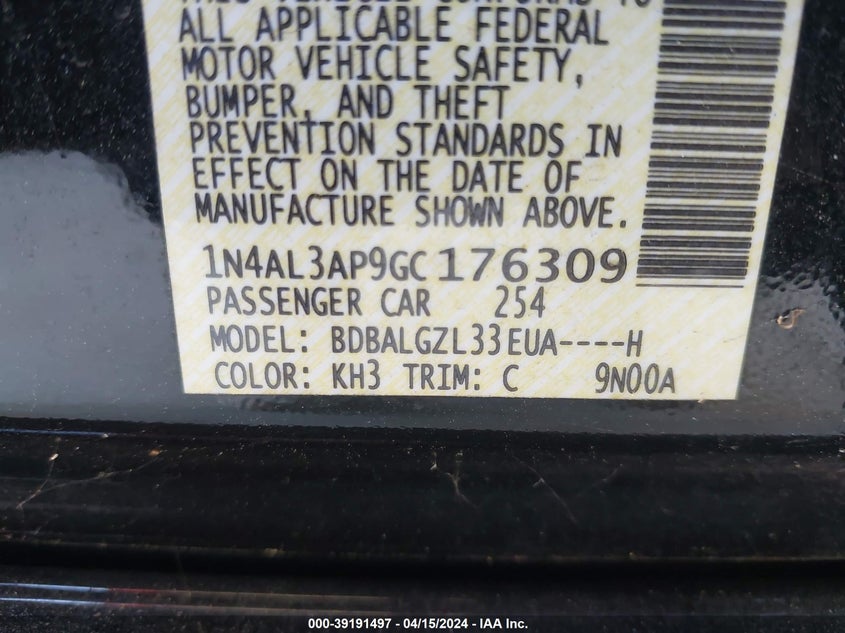 ALL APPLICABLE FEDERAL
MOTOR VEHICLE SAFETY,
BUMPER, AND THEFT
PREVENTION STANDARDS IN
EFFECT ON THE DATE OF
MANUFACTURE SHOWN ABOVE.
1N4AL3AP9GC176309
PASSENGER CAR 254
MODEL: BDBALGZL33EUA----H
COLOR: KH3 TRIM: C 9N00A
000-39191497 - 04/15/2024 - IAA Inc.